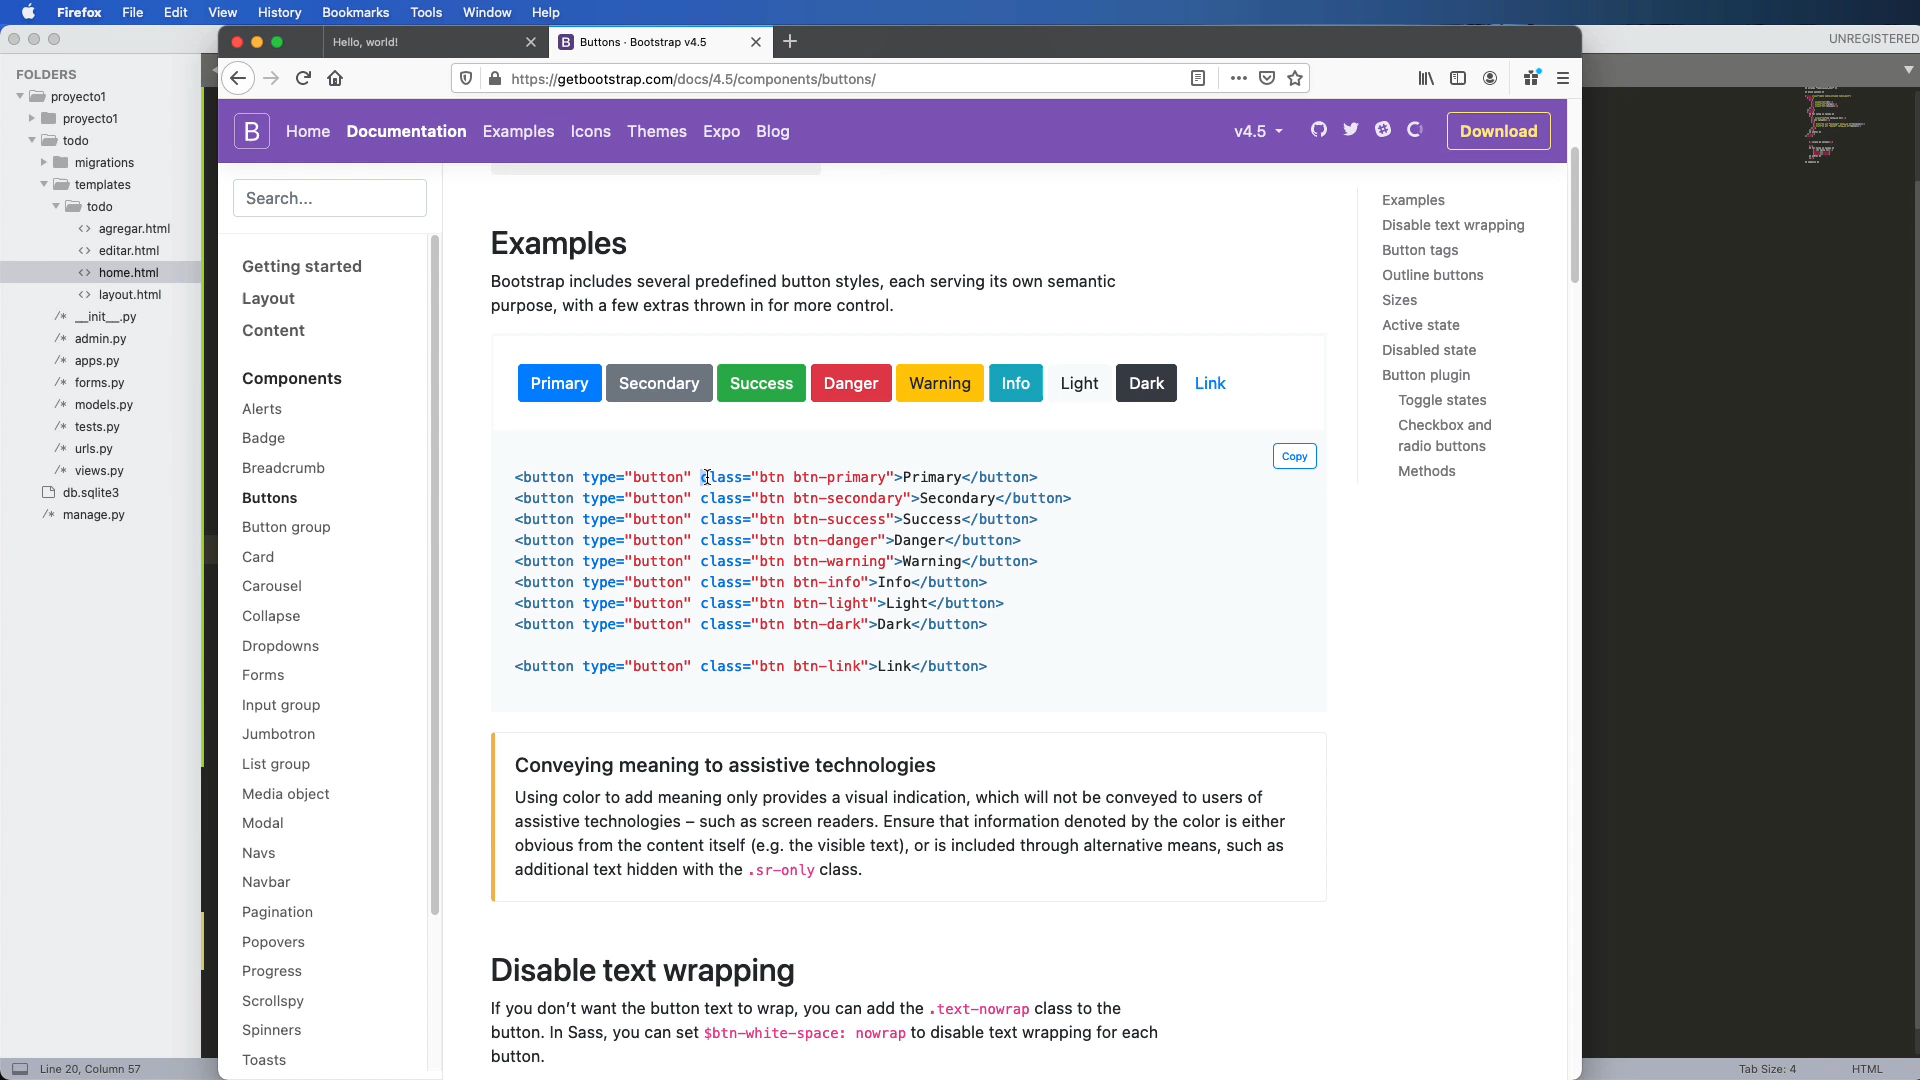 Firefox File Edit View History Bookmarks Tools Window Help
UNREGISTERED
Hello, world!
B Buttons · Bootstrap v4.5
https://getbootstrap.com/docs/4.5/components/buttons/
FOLDERS
proyecto1
proyecto1
todo
migrations
templates
todo
<> agregar.html
<> editar.html
<> home.html
<> layout.html
/* __init__.py
/* admin.py
/* apps.py
/* forms.py
/* models.py
/* tests.py
/* urls.py
/* views.py
db.sqlite3
/* manage.py
B Home Documentation Examples Icons Themes Expo Blog v4.5 Download
Search...
Getting started
Layout
Content
Components
Alerts
Badge
Breadcrumb
Buttons
Button group
Card
Carousel
Collapse
Dropdowns
Forms
Input group
Jumbotron
List group
Media object
Modal
Navs
Navbar
Pagination
Popovers
Progress
Scrollspy
Spinners
Toasts
Examples
Bootstrap includes several predefined button styles, each serving its own semantic
purpose, with a few extras thrown in for more control.
Primary Secondary Success Danger Warning Info Light Dark Link
Copy
<button type="button" class="btn btn-primary">Primary</button>
<button type="button" class="btn btn-secondary">Secondary</button>
<button type="button" class="btn btn-success">Success</button>
<button type="button" class="btn btn-danger">Danger</button>
<button type="button" class="btn btn-warning">Warning</button>
<button type="button" class="btn btn-info">Info</button>
<button type="button" class="btn btn-light">Light</button>
<button type="button" class="btn btn-dark">Dark</button>
<button type="button" class="btn btn-link">Link</button>
Conveying meaning to assistive technologies
Using color to add meaning only provides a visual indication, which will not be conveyed to users of
assistive technologies – such as screen readers. Ensure that information denoted by the color is either
obvious from the content itself (e.g. the visible text), or is included through alternative means, such as
additional text hidden with the .sr-only class.
Disable text wrapping
If you don’t want the button text to wrap, you can add the .text-nowrap class to the
button. In Sass, you can set $btn-white-space: nowrap to disable text wrapping for each
button.
Examples
Disable text wrapping
Button tags
Outline buttons
Sizes
Active state
Disabled state
Button plugin
Toggle states
Checkbox and
radio buttons
Methods
Line 20, Column 57
Tab Size: 4
HTML